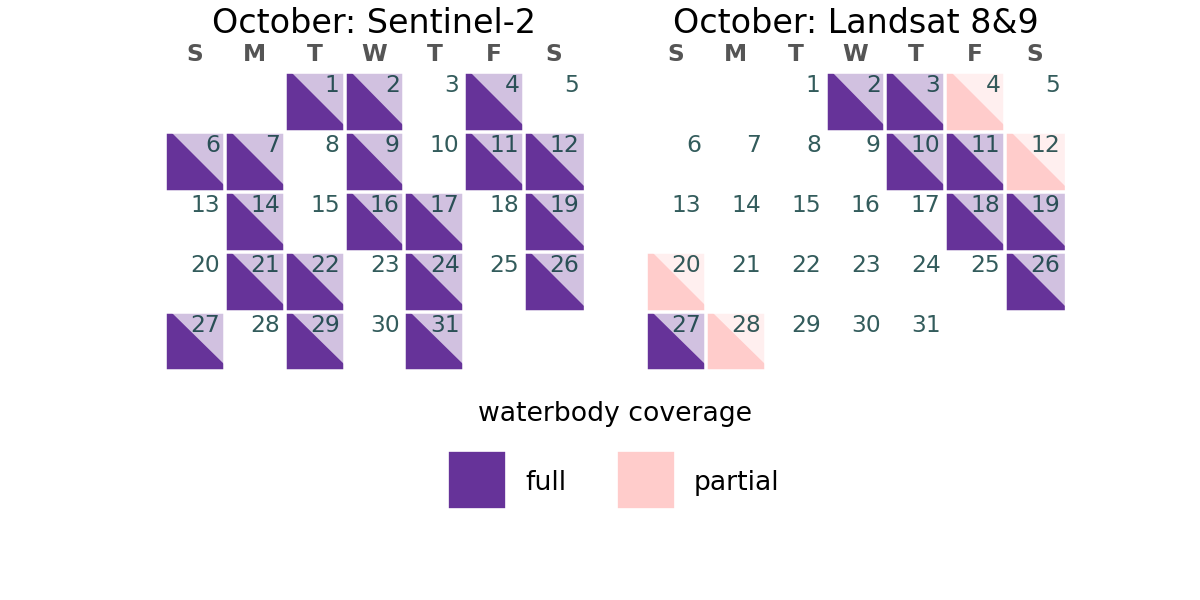 October: Sentinel-2
S M T W T F S
1 2 3 4 5
6 7 8 9 10 11 12
13 14 15 16 17 18 19
20 21 22 23 24 25 26
27 28 29 30 31
October: Landsat 8&9
S M T W T F S
1 2 3 4 5
6 7 8 9 10 11 12
13 14 15 16 17 18 19
20 21 22 23 24 25 26
27 28 29 30 31
waterbody coverage
full partial